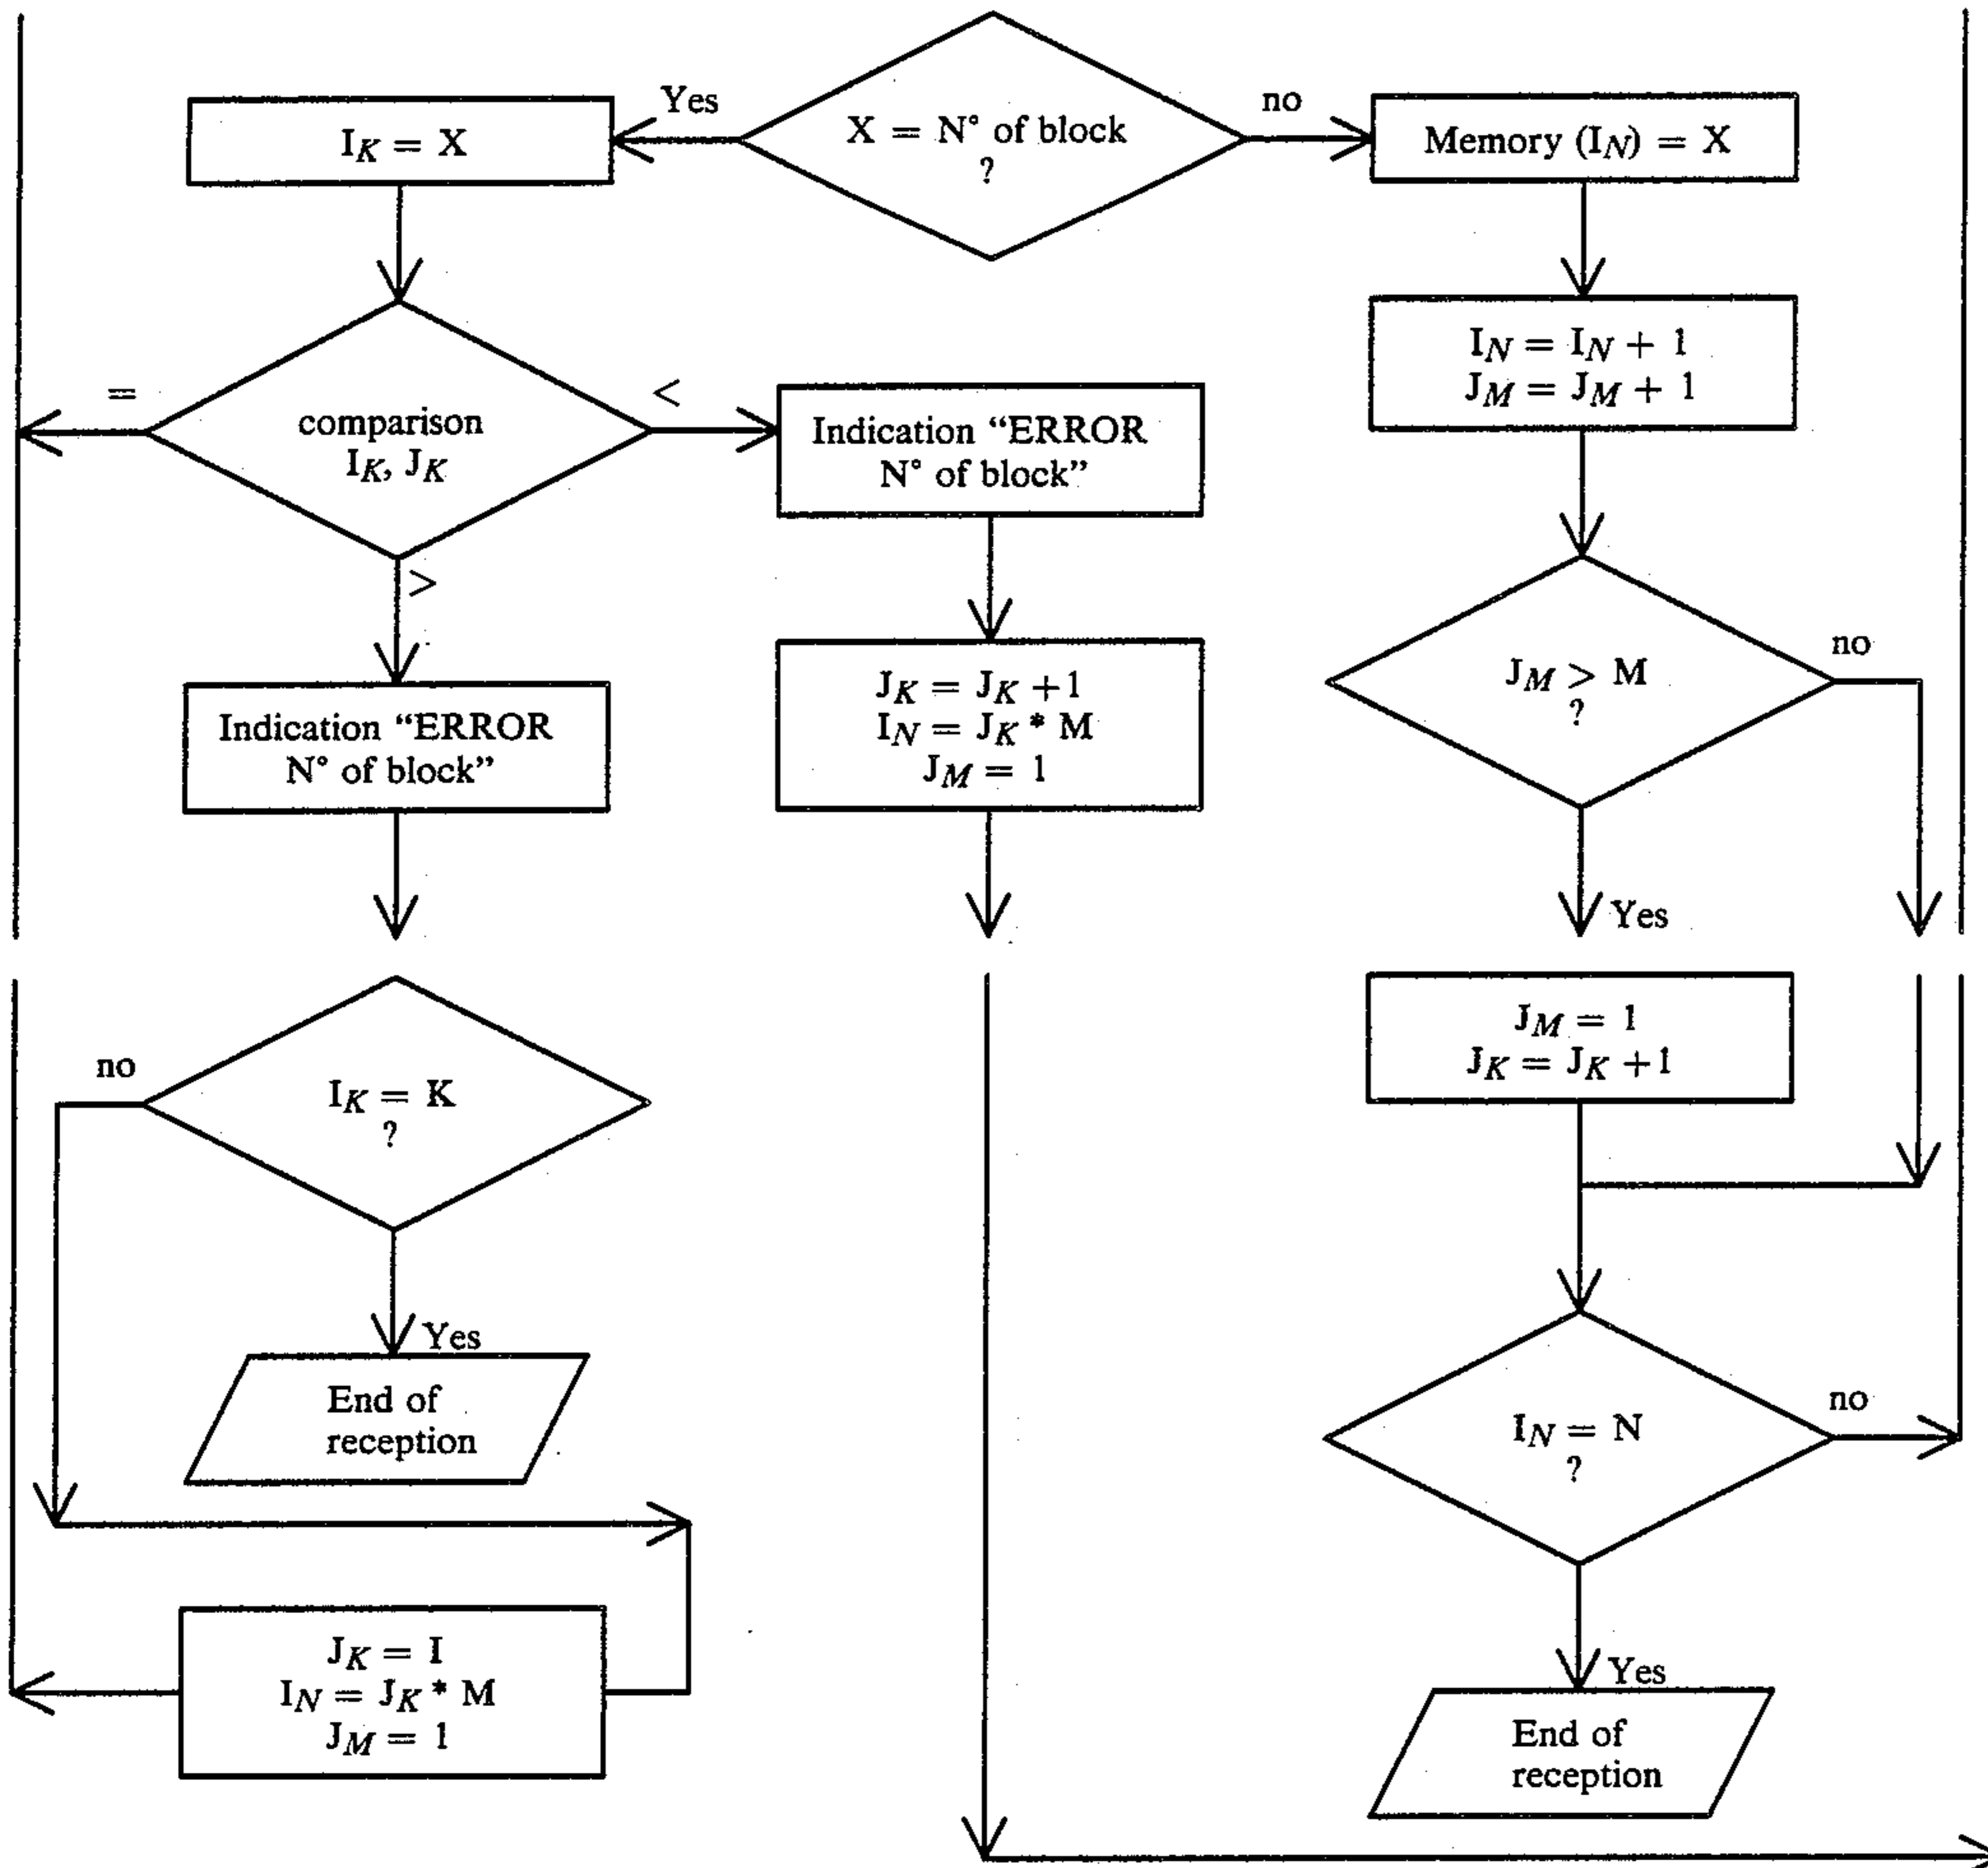 Yes
no
I_K = X
X = N° of block
?
Memory (I_N) = X
I_N = I_N + 1
J_M = J_M + 1
=
<
comparison
I_K, J_K
Indication “ERROR
N° of block”
>
J_M > M
?
no
Indication “ERROR
N° of block”
J_K = J_K +1
I_N = J_K * M
J_M = 1
Yes
J_M = 1
J_K = J_K +1
no
I_K = K
?
Yes
End of
reception
I_N = N
?
no
J_K = I
I_N = J_K * M
J_M = 1
Yes
End of
reception